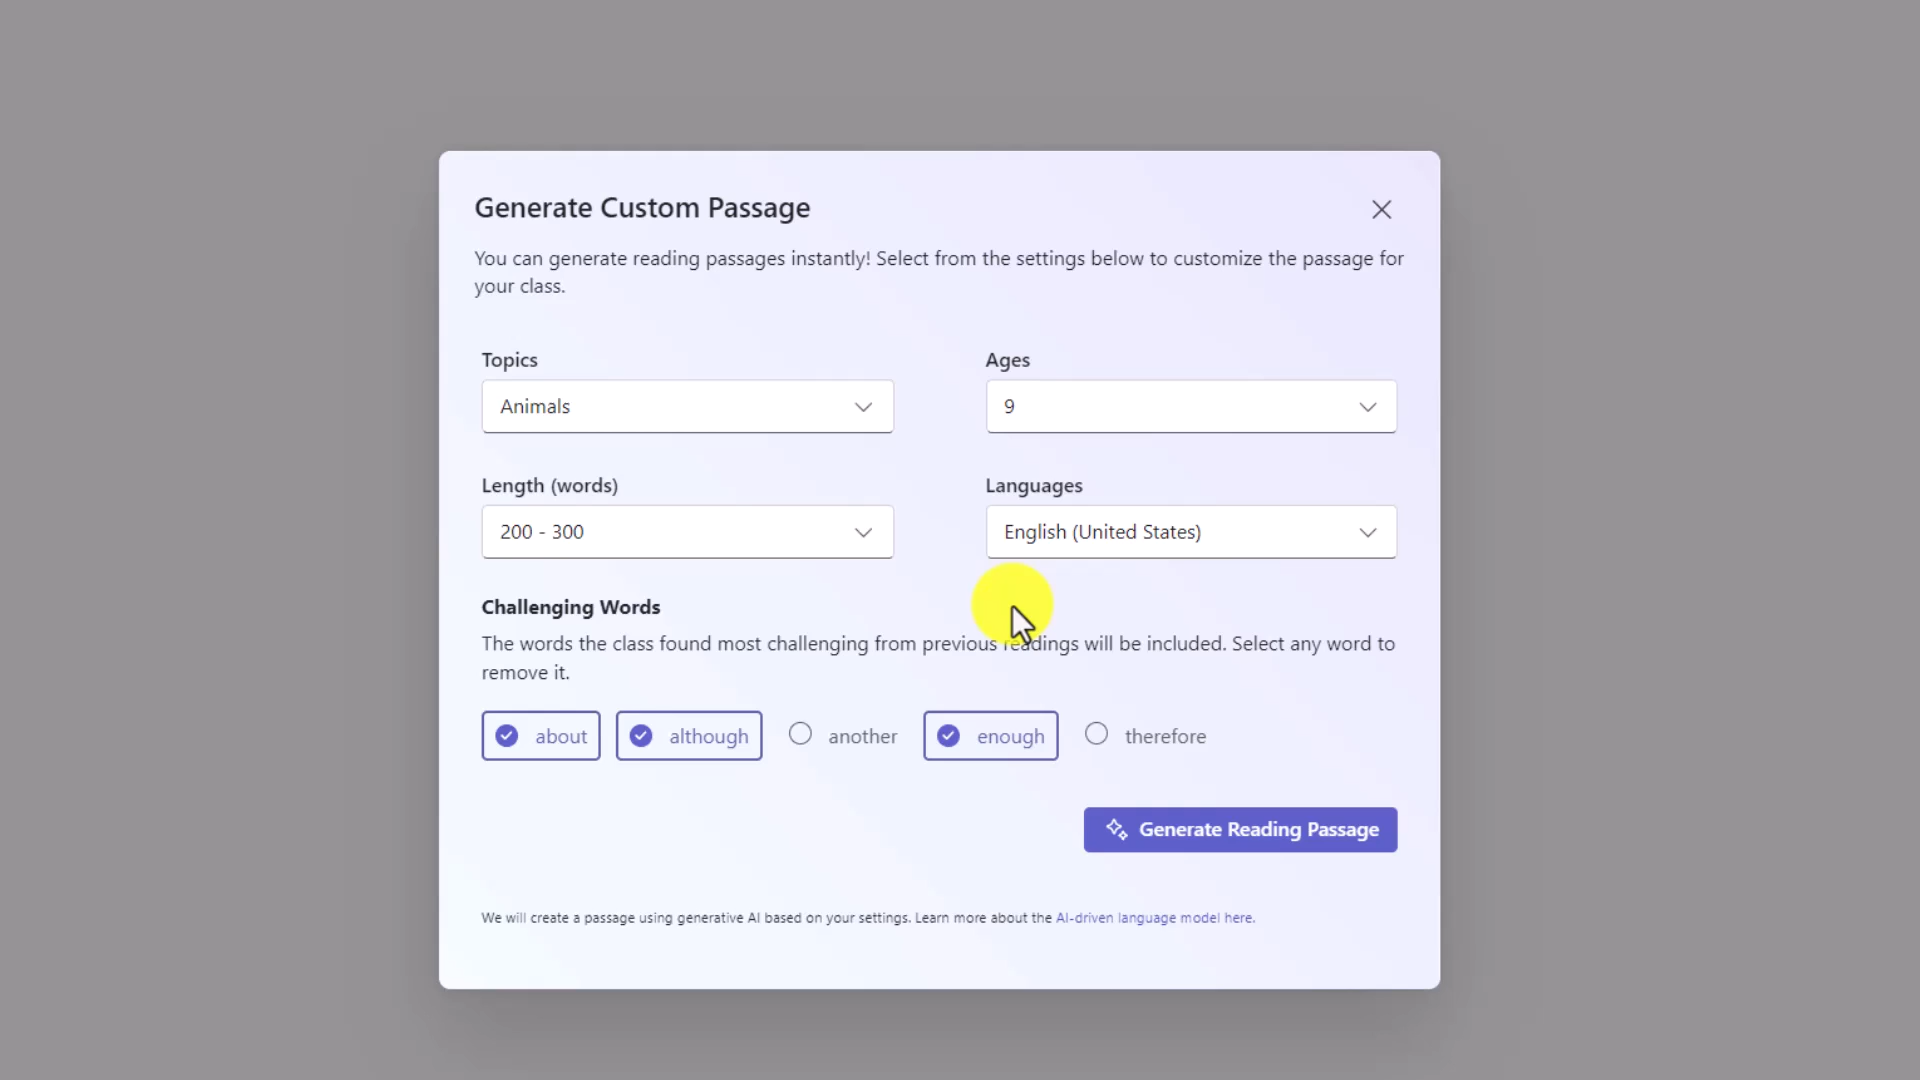 Generate Custom Passage
You can generate reading passages instantly! Select from the settings below to customize the passage for
your class.
Topics
Ages
Animals
9
Length (words)
Languages
200 - 300
English (United States)
Challenging Words
The words the class found most challenging from previous readings will be included. Select any word to
remove it.
about although another enough therefore
Generate Reading Passage
We will create a passage using generative AI based on your settings. Learn more about the AI-driven language model here.